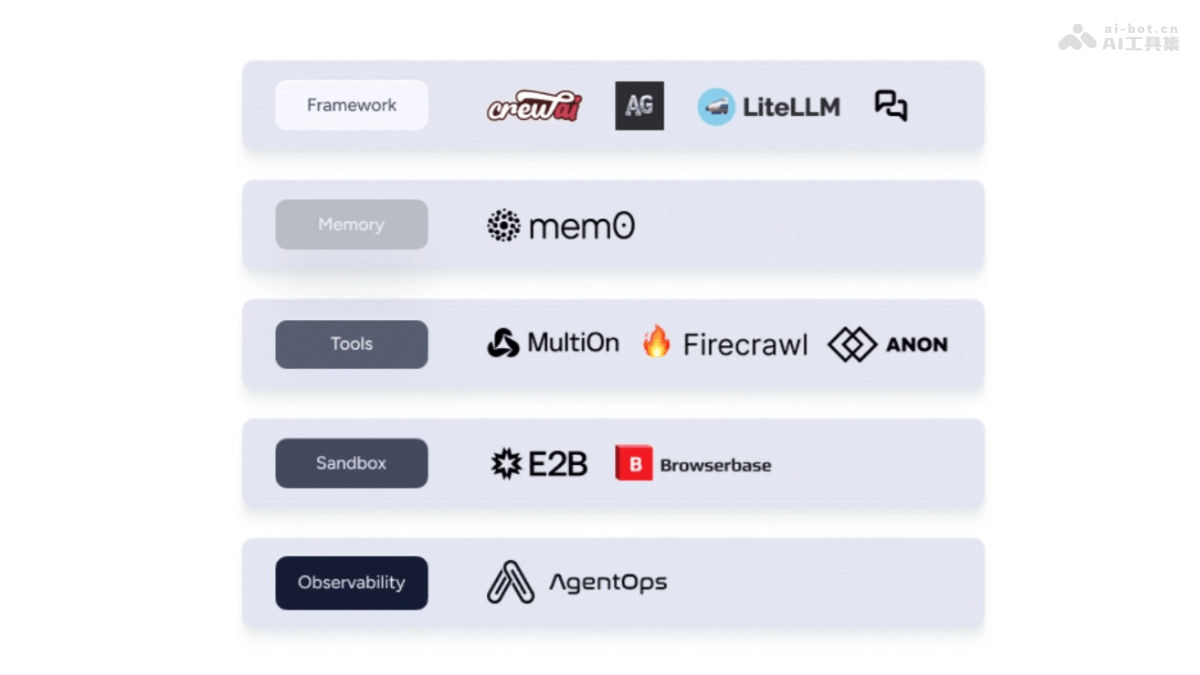 ai-bot.cn
AI工具集
Framework
crewai
AG
LiteLLM
Memory
mem0
Tools
MultiOn
Firecrawl
ANON
Sandbox
E2B
B
Browserbase
Observability
AgentOps